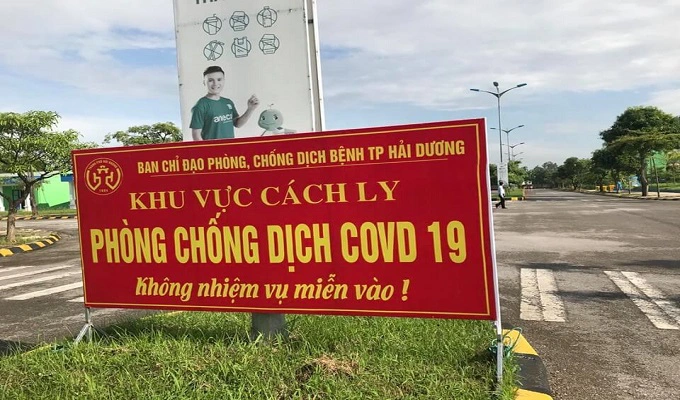 BAN CHỈ ĐẠO PHÒNG, CHỐNG DỊCH BỆNH TP HẢI DƯƠNG
KHU VỰC CÁCH LY
PHÒNG CHỐNG DỊCH COVD 19
Không nhiệm vụ miễn vào !